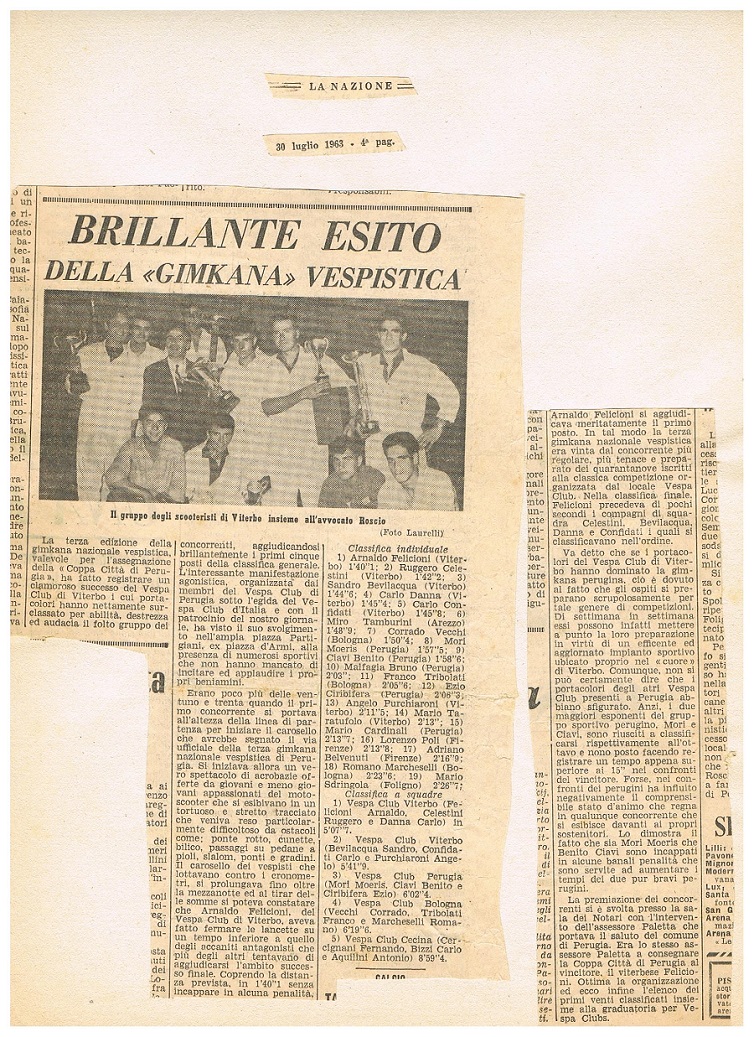 LA NAZIONE
30 luglio 1963 - 4ª pag.
BRILLANTE ESITO
DELLA «GIMKANA» VESPISTICA
Il gruppo degli scooteristi di Viterbo insieme all'avvocato Roscio
(Foto Laurelli)
La terza edizione della
gimkana nazionale vespistica,
valevole per l'assegnazione
della «Coppa Città di Peru-
gia», ha fatto registrare un
clamoroso successo del Vespa
Club di Viterbo i cui porta-
colori hanno nettamente sur-
classato per abilità, destrezza
ed audacia il folto gruppo dei
concorrenti, aggiudicandosi
brillantemente i primi cinque
posti della classifica generale.
L'interessante manifestazione
agonistica, organizzata dai
membri del Vespa Club di
Perugia sotto l'egida del Ve-
spa Club d'Italia e con il
patrocinio del nostro giorna-
le, ha visto il suo svolgimen-
to nell'ampia piazza Parti-
giani, ex piazza d'Armi, alla
presenza di numerosi sportivi
che non hanno mancato di
incitare ed applaudire i pro-
pri beniamini.
Erano poco più delle ven-
tuno e trenta quando il pri-
mo concorrente si portava
all'altezza della linea di par-
tenza per iniziare il carosello
che avrebbe segnato il via
ufficiale della terza gimkana
nazionale vespistica di Peru-
gia. Si iniziava allora un ve-
ro spettacolo di acrobazie of-
ferte da giovani e meno gio-
vani appassionati del moto-
scooter che si esibivano in un
tortuoso e stretto tracciato
che veniva reso particolar-
mente difficoltoso da ostacoli
come: ponte rotto, cunette,
bilico, passaggi su pedane a
pioli, slalom, ponti e gradini.
Il carosello dei vespisti che
lottavano contro i cronome-
tri, si prolungava fino oltre
la mezzanotte ed al tirar del-
le somme si poteva constatare
che Arnaldo Felicioni, del
Vespa Club di Viterbo, aveva
fatto fermare le lancette su
un tempo inferiore a quello
degli accaniti antagonisti che
più degli altri tentavano di
aggiudicarsi l'ambito succes-
so finale. Coprendo la distan-
za prevista, in 1'40"1 senza
incappare in alcuna penalità,
Classifica individuale
1) Arnaldo Felicioni (Viter-
bo) 1'40"1; 2) Ruggero Cele-
stini (Viterbo) 1'42"2; 3)
Sandro Bevilacqua (Viterbo)
1'44"6; 4) Carlo Danna (Vi-
terbo) 1'45"4; 5) Carlo Con-
fidati (Viterbo) 1'45"8; 6)
Miro Tamburini (Arezzo)
1'48"9; 7) Corrado Vecchi
(Bologna) 1'50"4; 8) Mori
Moeris (Perugia) 1'57"5; 9)
Clavi Benito (Perugia) 1'58"6;
10) Malfagia Bruno (Perugia)
2'03"; 11) Franco Tribolati
(Bologna) 2'05"6; 12) Ezio
Ciribifera (Perugia) 2'06"3;
13) Angelo Purchiaroni (Vi-
terbo) 2'11"5; 14) Mario Ta-
ratufolo (Viterbo) 2'13"; 15)
Mario Cardinali (Perugia)
2'13"7; 16) Lorenzo Poli (Fi-
renze) 2'13"8; 17) Adriano
Belvenuti (Firenze) 2'16"9;
18) Romano Marcheselli (Bo-
logna) 2'23"6; 19) Mario
Sdringola (Foligno) 2'26"7;
Classifica a squadre
1) Vespa Club Viterbo (Fe-
licioni Arnaldo, Celestini
Ruggero e Danna Carlo) in
5'07"7.
2) Vespa Club Viterbo
(Bevilacqua Sandro, Confida-
ti Carlo e Purchiaroni Ange-
lo) 5'41"9.
3) Vespa Club Perugia
(Mori Moeris, Clavi Benito e
Ciribifera Ezio) 6'02"4.
4) Vespa Club Bologna
(Vecchi Corrado, Tribolati
Franco e Marcheselli Roma-
no) 6'19"6.
5) Vespa Club Cecina (Cer-
cignani Fernando, Bizzi Carlo
e Aquilini Antonio) 8'59"4.
CALCIO
Arnaldo Felicioni si aggiudi-
cava meritatamente il primo
posto. In tal modo la terza
gimkana nazionale vespistica
era vinta dal concorrente più
regolare, più tenace e prepa-
rato dei quarantanove iscritti
alla classica competizione or-
ganizzata dal locale Vespa
Club. Nella classifica finale.
Felicioni precedeva di pochi
secondi i compagni di squa-
dra Celestini, Bevilacqua,
Danna e Confidati i quali si
classificavano nell'ordine.
Va detto che se i portaco-
lori del Vespa Club di Viter-
bo hanno dominato la gim-
kana perugina, ciò è dovuto
al fatto che gli ospiti si pre-
parano scrupolosamente per
tale genere di competizioni.
Di settimana in settimana
essi possono infatti mettere
a punto la loro preparazione
in virtù di un efficente ed
aggiornato impianto sportivo
ubicato proprio nel «cuore»
di Viterbo. Comunque, non si
può certamente dire che i
portacolori degli altri Vespa
Club presenti a Perugia ab-
biano sfigurato. Anzi, i due
maggiori esponenti del grup-
po sportivo perugino, Mori e
Clavi, sono riusciti a classifi-
carsi rispettivamente all'ot-
tavo e nono posto facendo re-
gistrare un tempo appena su-
periore ai 15" nei confronti
del vincitore. Forse, nei con-
fronti dei perugini ha influito
negativamente il comprensi-
bile stato d'animo che regna
in qualunque concorrente che
si esibisce davanti ai propri
sostenitori. Lo dimostra il
fatto che sia Mori Moeris che
Benito Clavi sono incappati
in alcune banali penalità che
sono servite ad aumentare i
tempi dei due pur bravi pe-
rugini.
La premiazione dei concor-
renti si è svolta presso la sa-
la dei Notari con l'intervento
dell'assessore Paletta che
portava il saluto del comune
di Perugia. Era lo stesso as-
sessore Paletta a consegnare
la Coppa Città di Perugia al
vincitore, il viterbese Felicio-
ni. Ottima la organizzazione
ed ecco infine l'elenco dei
primi venti classificati insie-
me alla graduatoria per Ve-
spa Clubs.